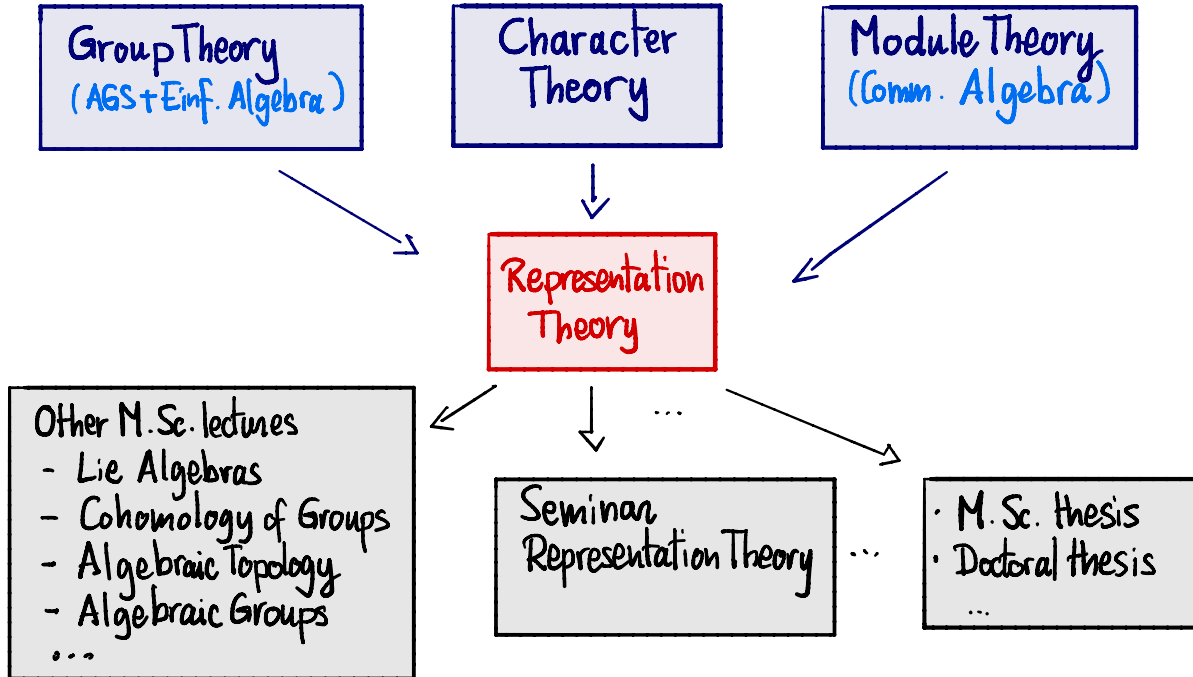 Group Theory
(AGS + Einf. Algebra)
Character
Theory
Module Theory
(Comm. Algebra)
Representation
Theory
...
Other M.Sc. lectures
- Lie Algebras
- Cohomology of Groups
- Algebraic Topology
- Algebraic Groups
...
Seminar
Representation Theory
...
· M.Sc. thesis
· Doctoral thesis
...